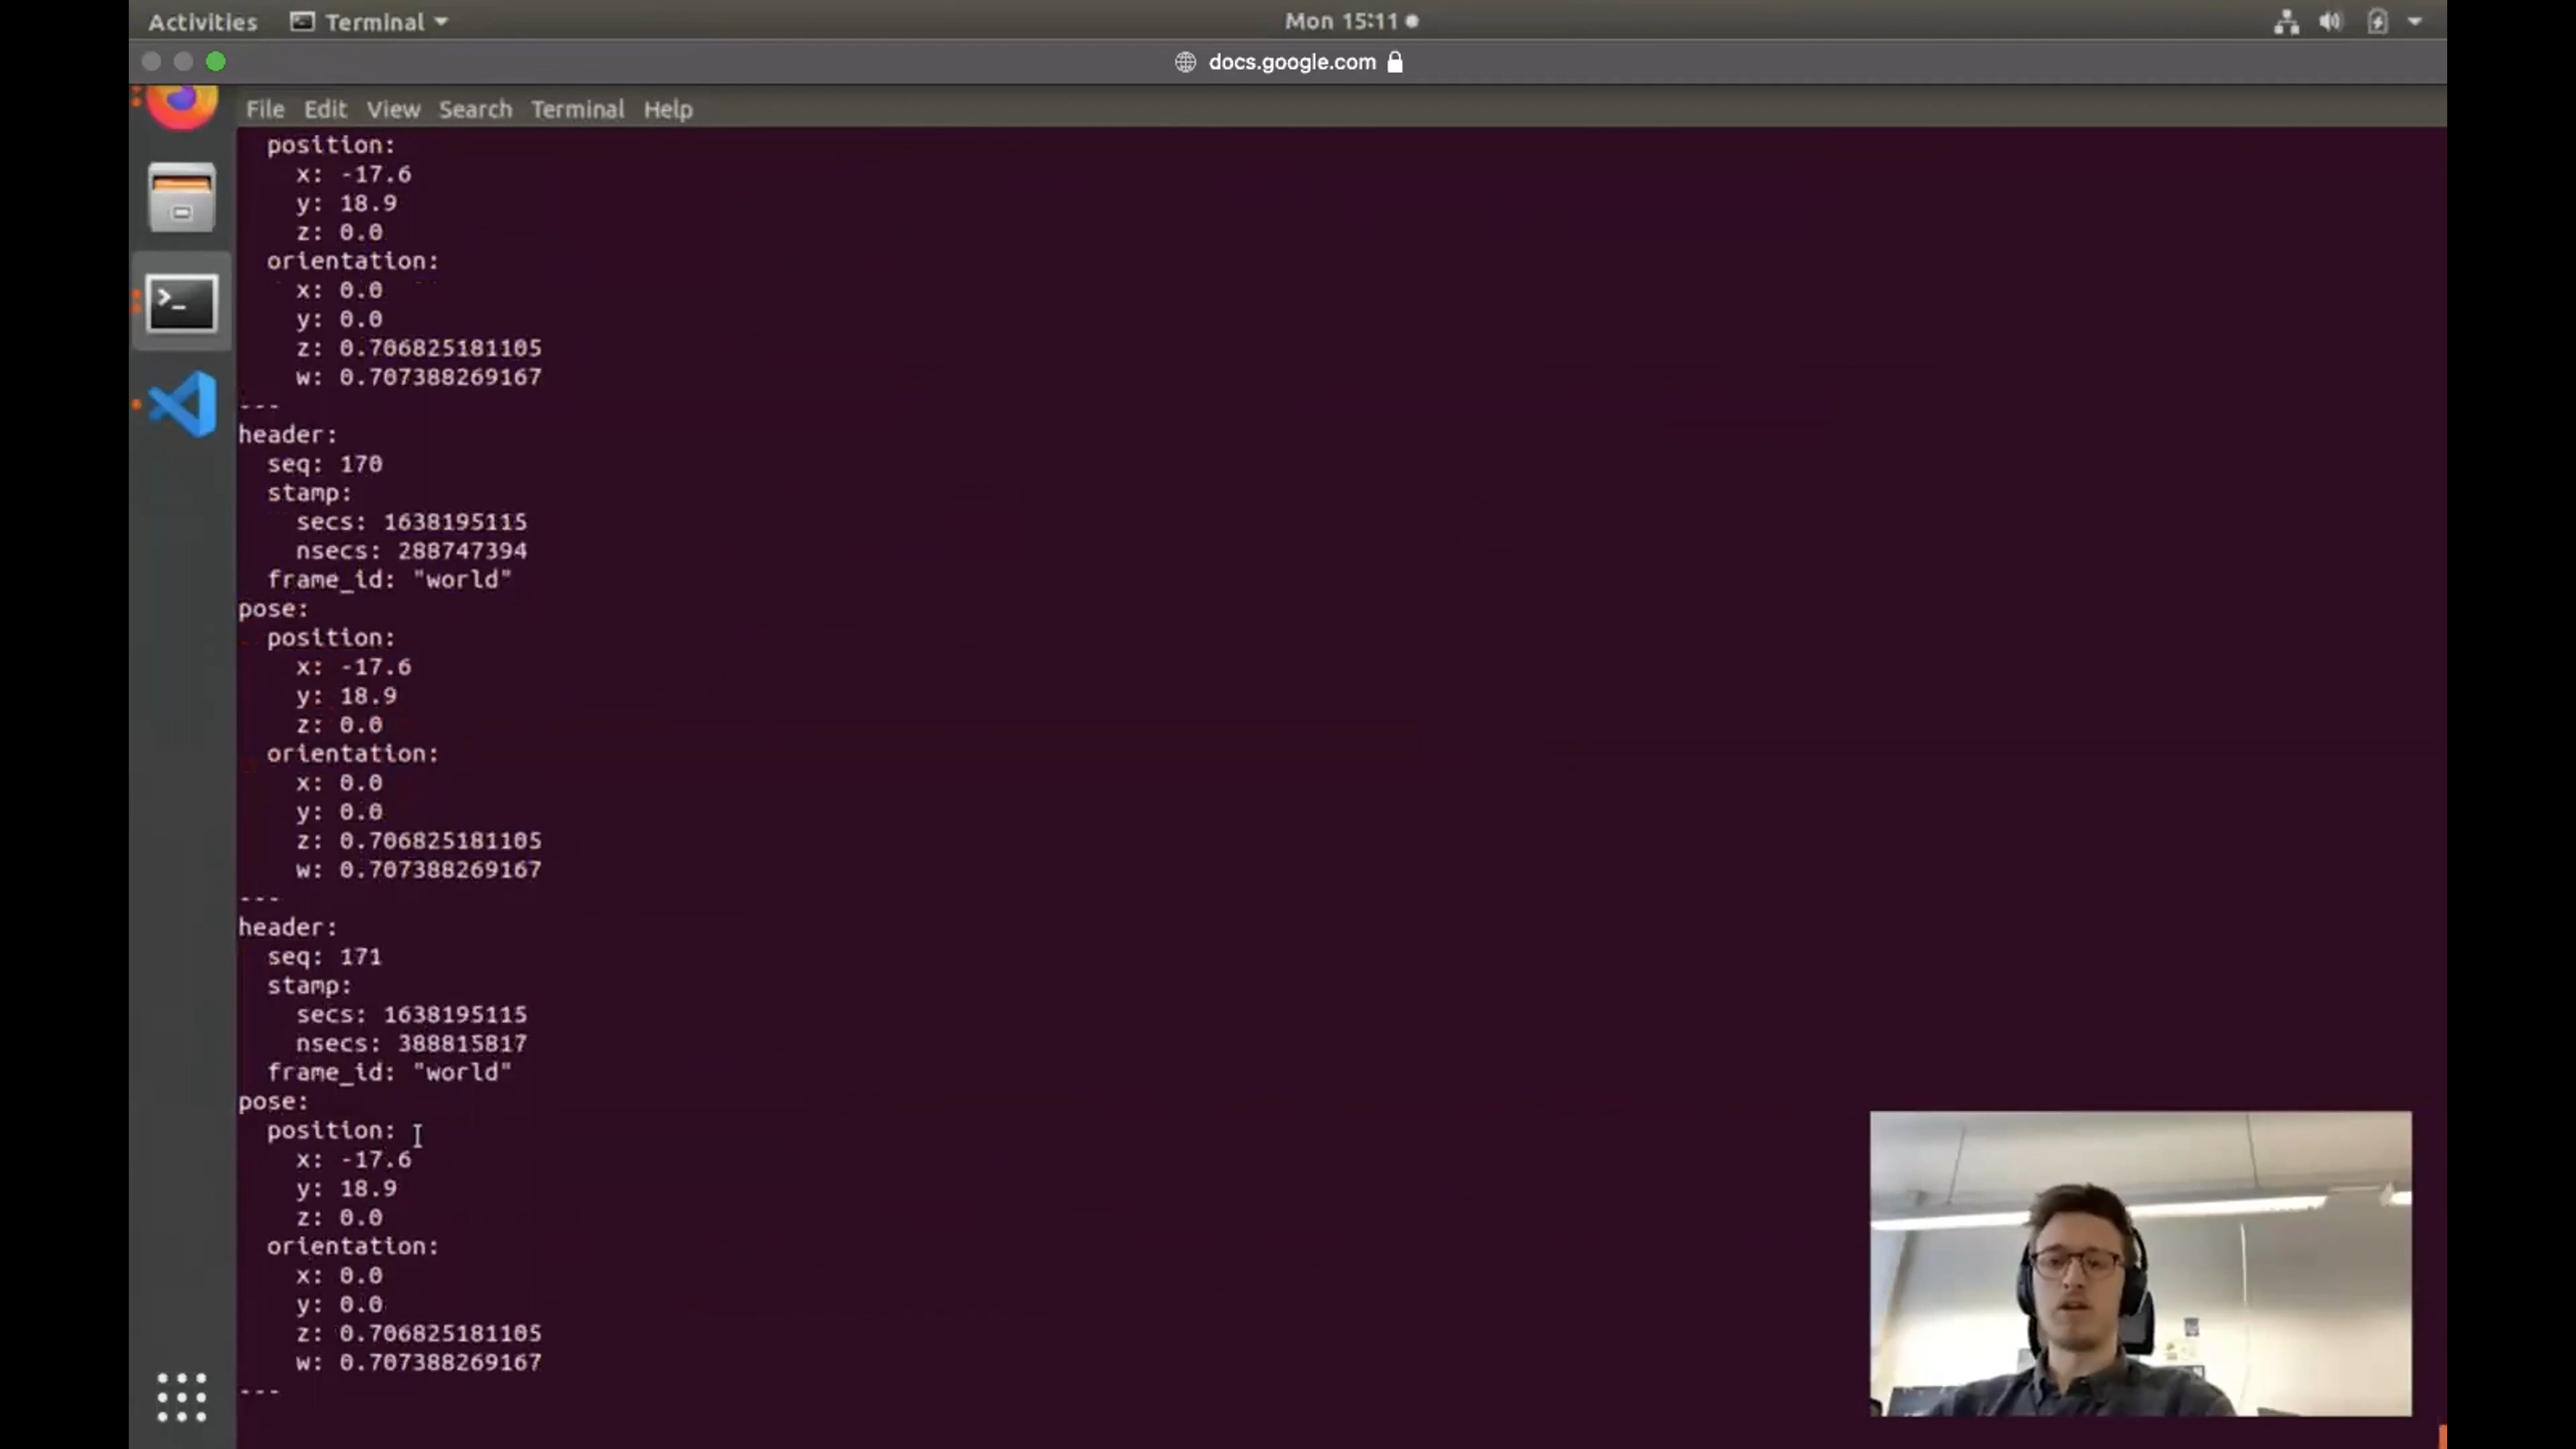 Activities Terminal Mon 15:11
docs.google.com
File Edit View Search Terminal Help
position:
x: -17.6
y: 18.9
z: 0.0
orientation:
x: 0.0
y: 0.0
z: 0.706825181105
w: 0.707388269167
---
header:
seq: 170
stamp:
secs: 1638195115
nsecs: 288747394
frame_id: "world"
pose:
position:
x: -17.6
y: 18.9
z: 0.0
orientation:
x: 0.0
y: 0.0
z: 0.706825181105
w: 0.707388269167
---
header:
seq: 171
stamp:
secs: 1638195115
nsecs: 388815817
frame_id: "world"
pose:
position:
x: -17.6
y: 18.9
z: 0.0
orientation:
x: 0.0
y: 0.0
z: 0.706825181105
w: 0.707388269167
---